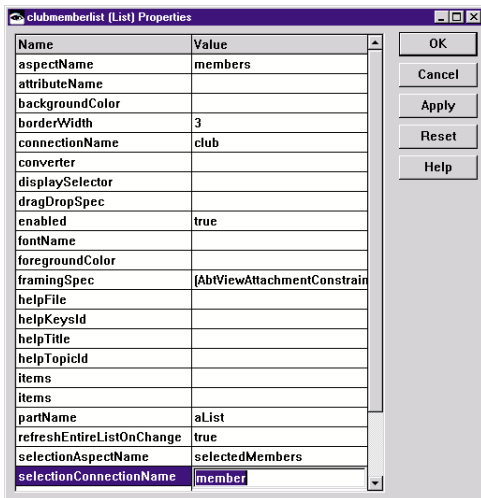 clubmemberlist (List) Properties
Name Value
aspectName members
attributeName
backgroundColor
borderWidth 3
connectionName club
converter
displaySelector
dragDropSpec
enabled true
fontName
foregroundColor
framingSpec (AbtViewAttachmentConstrain
helpFile
helpKeysId
helpTitle
helpTopicId
items
items
partName aList
refreshEntireListOnChange true
selectionAspectName selectedMembers
selectionConnectionName member
OK
Cancel
Apply
Reset
Help